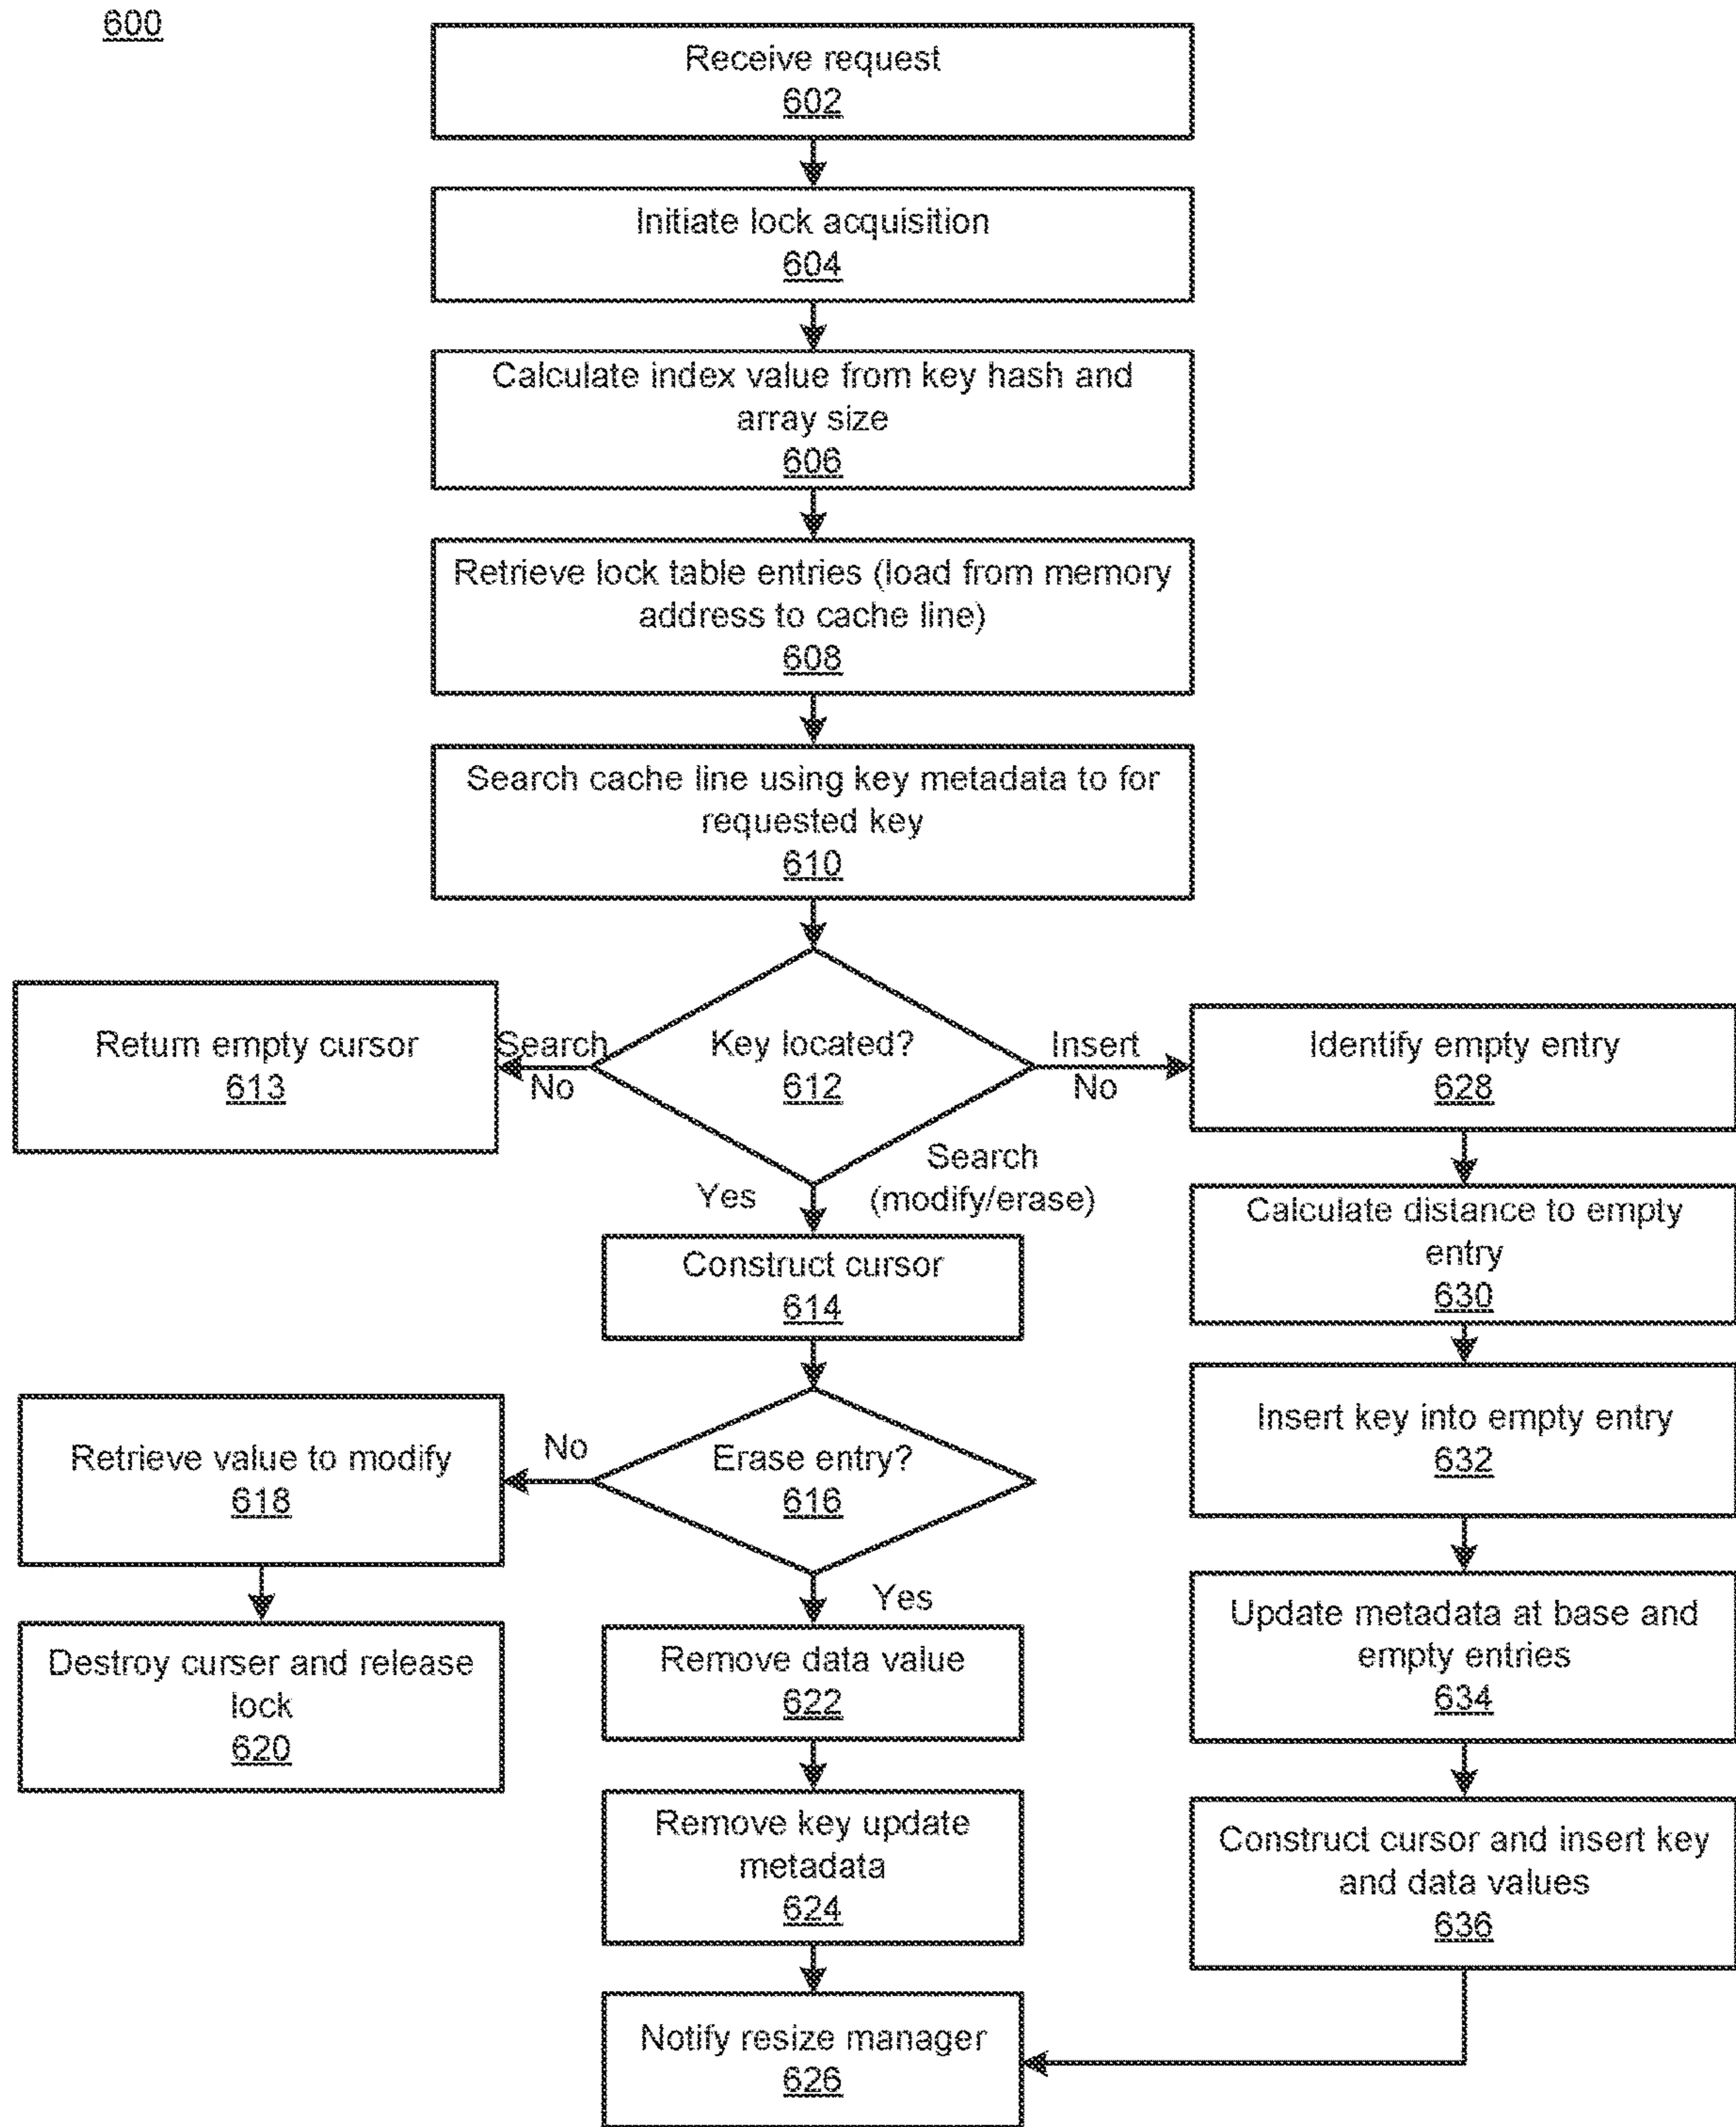 600
Receive request
602
Initiate lock acquisition
604
Calculate index value from key hash and
array size
606
Retrieve lock table entries (load from memory
address to cache line)
608
Search cache line using key metadata to for
requested key
610
Key located?
612
Search
No
Return empty cursor
613
Insert
No
Identify empty entry
628
Yes
Search
(modify/erase)
Calculate distance to empty
entry
630
Construct cursor
614
Insert key into empty entry
632
Erase entry?
616
No
Retrieve value to modify
618
Destroy curser and release
lock
620
Yes
Remove data value
622
Update metadata at base and
empty entries
634
Remove key update
metadata
624
Construct cursor and insert key
and data values
636
Notify resize manager
626